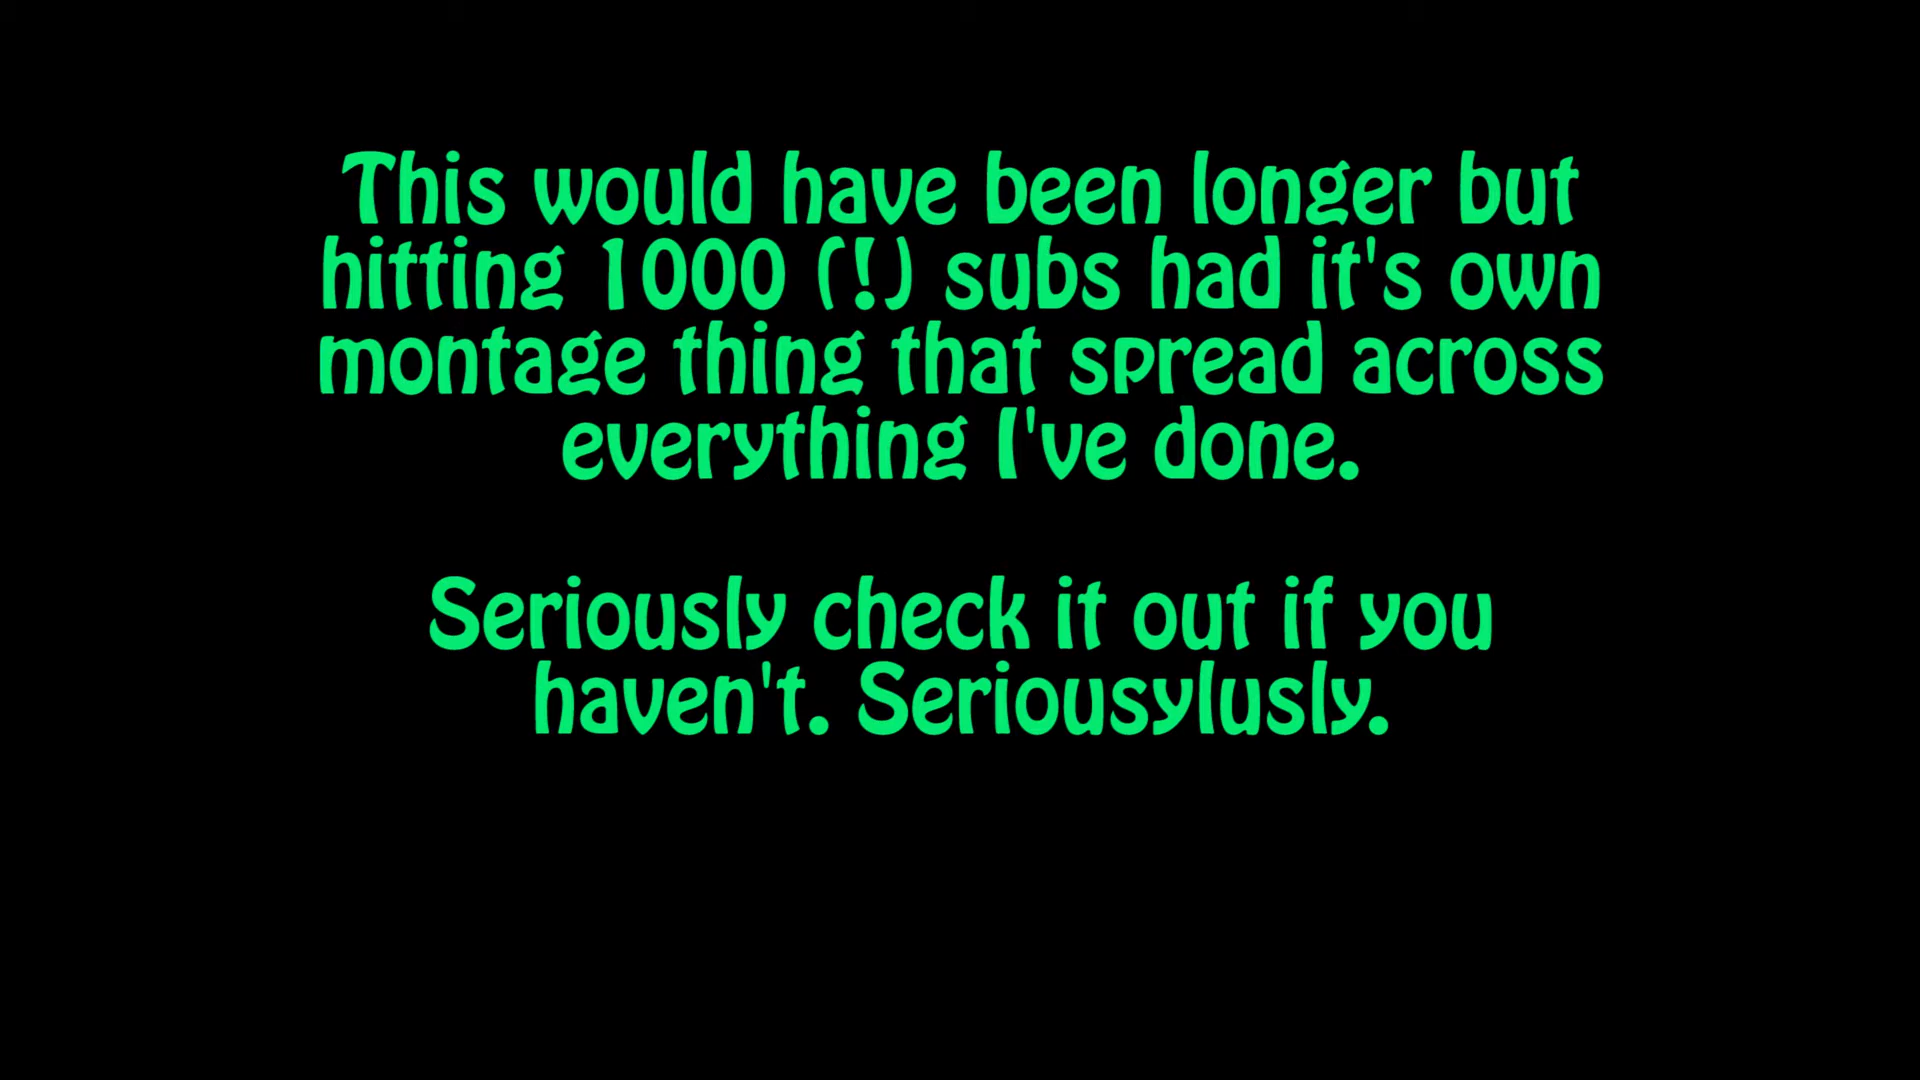 This would have been longer but
hitting 1000 (!) subs had it's own
montage thing that spread across
everything I've done.
Seriously check it out if you
haven't. Seriousylusly.